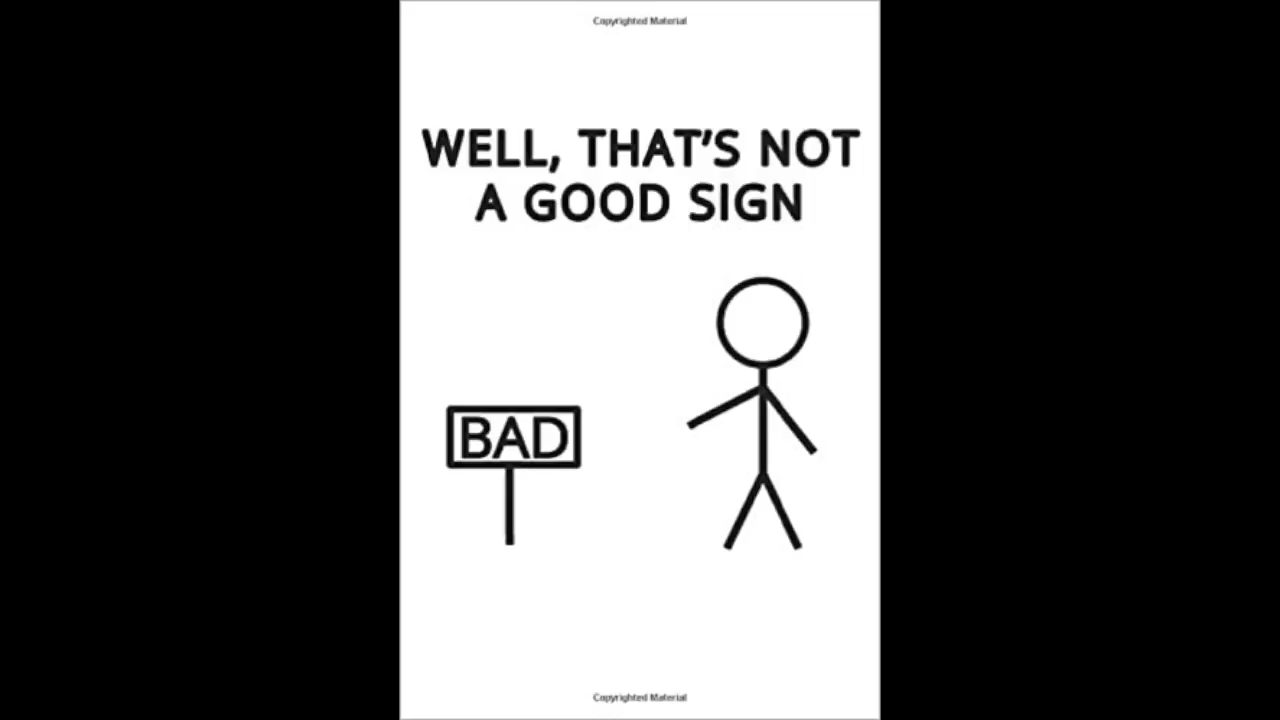 Copyrighted Material
WELL, THAT'S NOT
A GOOD SIGN
BAD
Copyrighted Material